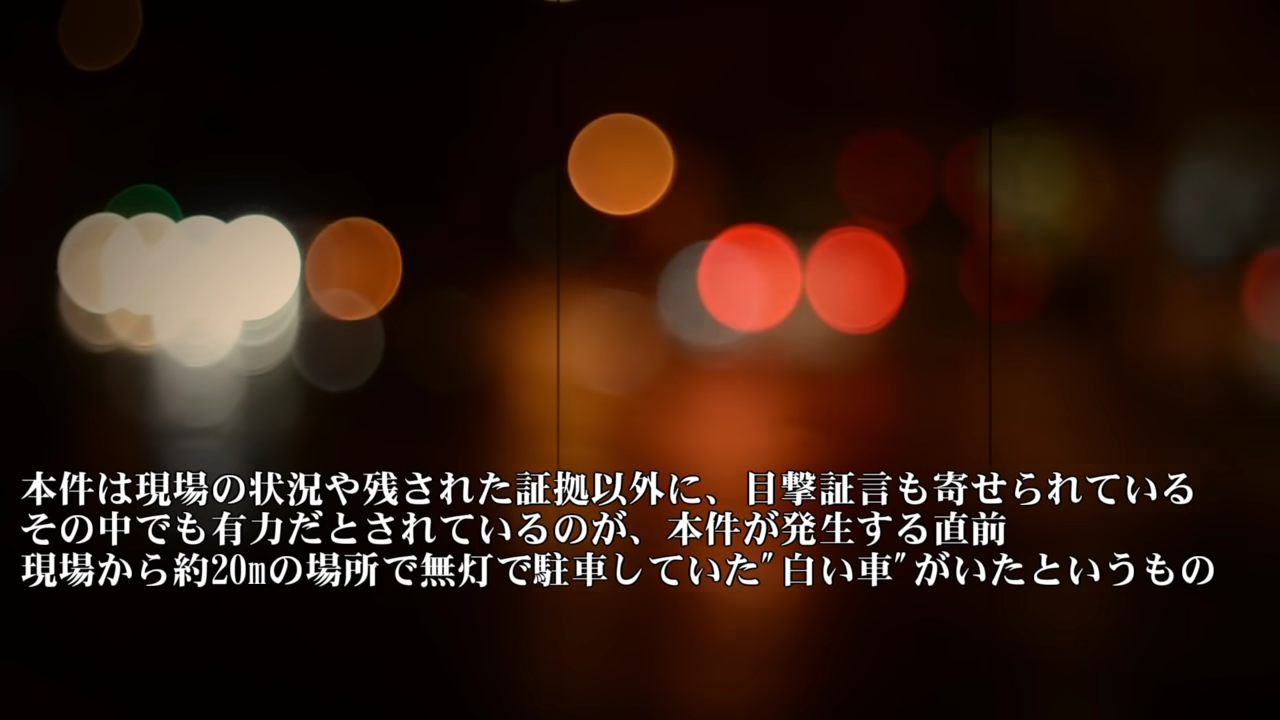 本件は現場の状況や残された証拠以外に、目撃証言も寄せられている
その中でも有力だとされているのが、本件が発生する直前
現場から約20mの場所で無灯で駐車していた"白い車"がいたというもの